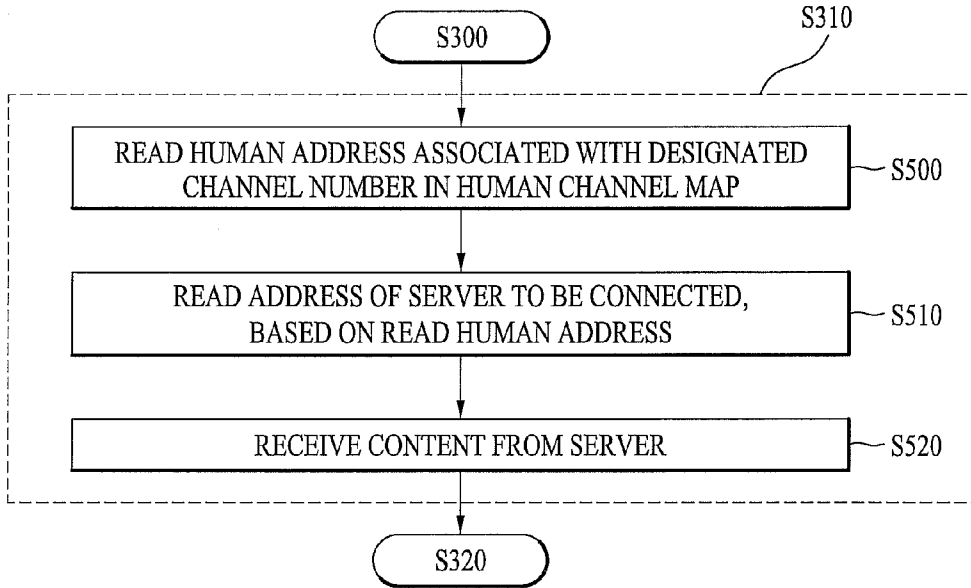 S310
S300
READ HUMAN ADDRESS ASSOCIATED WITH DESIGNATED
CHANNEL NUMBER IN HUMAN CHANNEL MAP
S500
READ ADDRESS OF SERVER TO BE CONNECTED,
BASED ON READ HUMAN ADDRESS
S510
RECEIVE CONTENT FROM SERVER
S520
S320